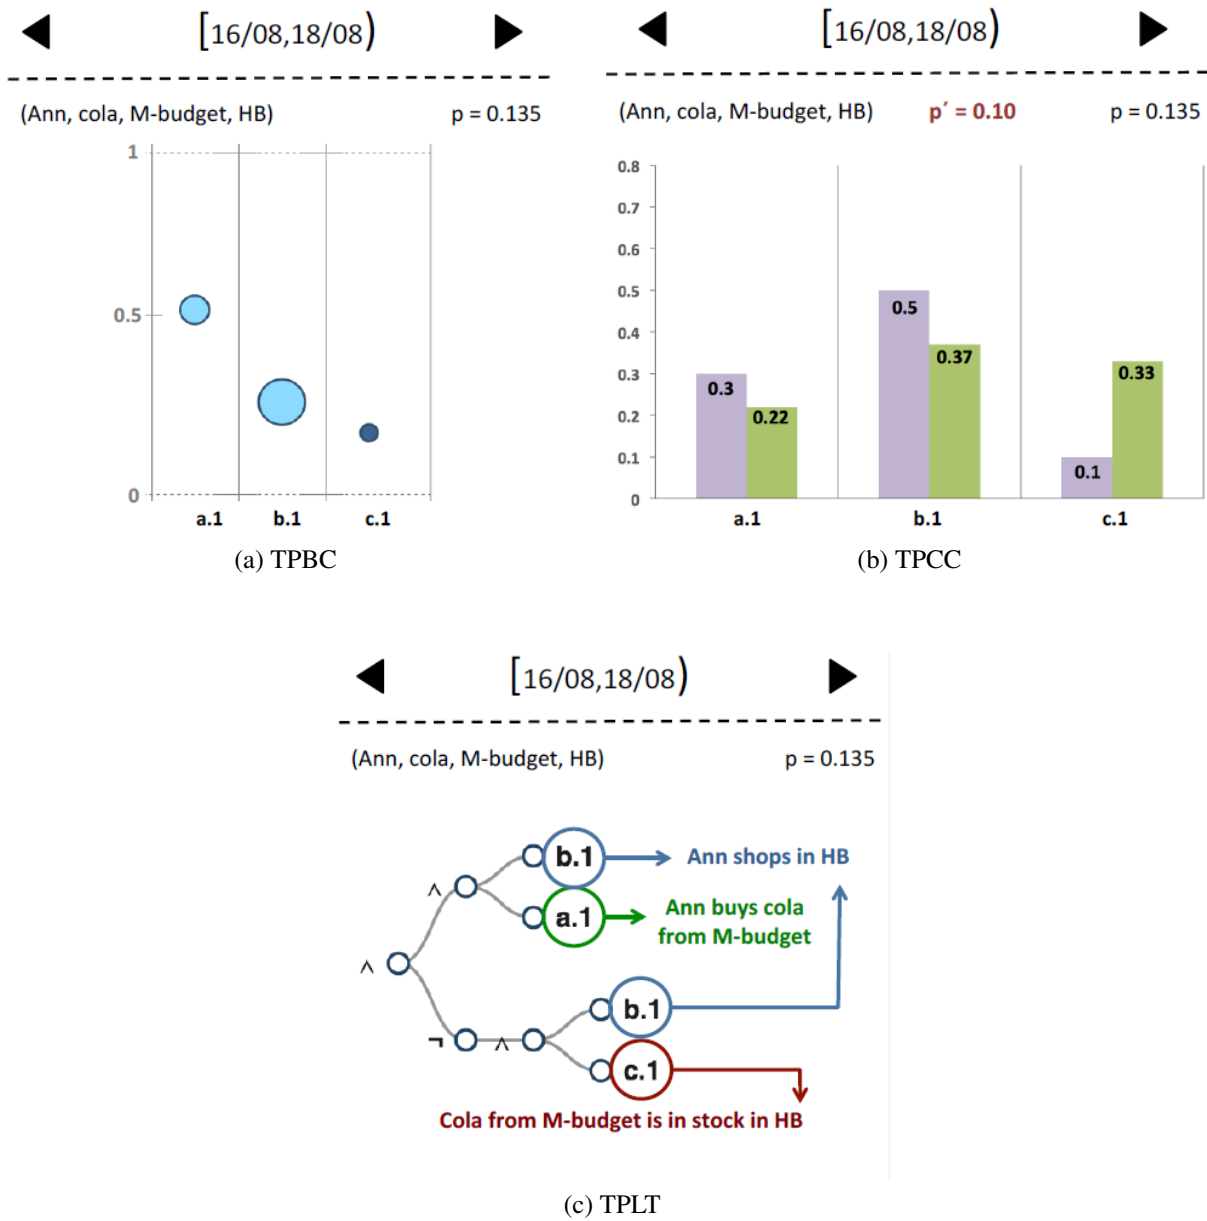 [16/08,18/08)
(Ann, cola, M-budget, HB) p = 0.135
1
0.5
0
a.1 b.1 c.1
(a) TPBC
[16/08,18/08)
(Ann, cola, M-budget, HB) p´ = 0.10 p = 0.135
0.8
0.7
0.6
0.5
0.4
0.3
0.2
0.1
0
0.3 0.22 0.5 0.37 0.1 0.33
a.1 b.1 c.1
(b) TPCC
[16/08,18/08)
(Ann, cola, M-budget, HB) p = 0.135
b.1 Ann shops in HB
^
a.1 Ann buys cola
from M-budget
^
b.1
¬ ^
c.1
Cola from M-budget is in stock in HB
(c) TPLT